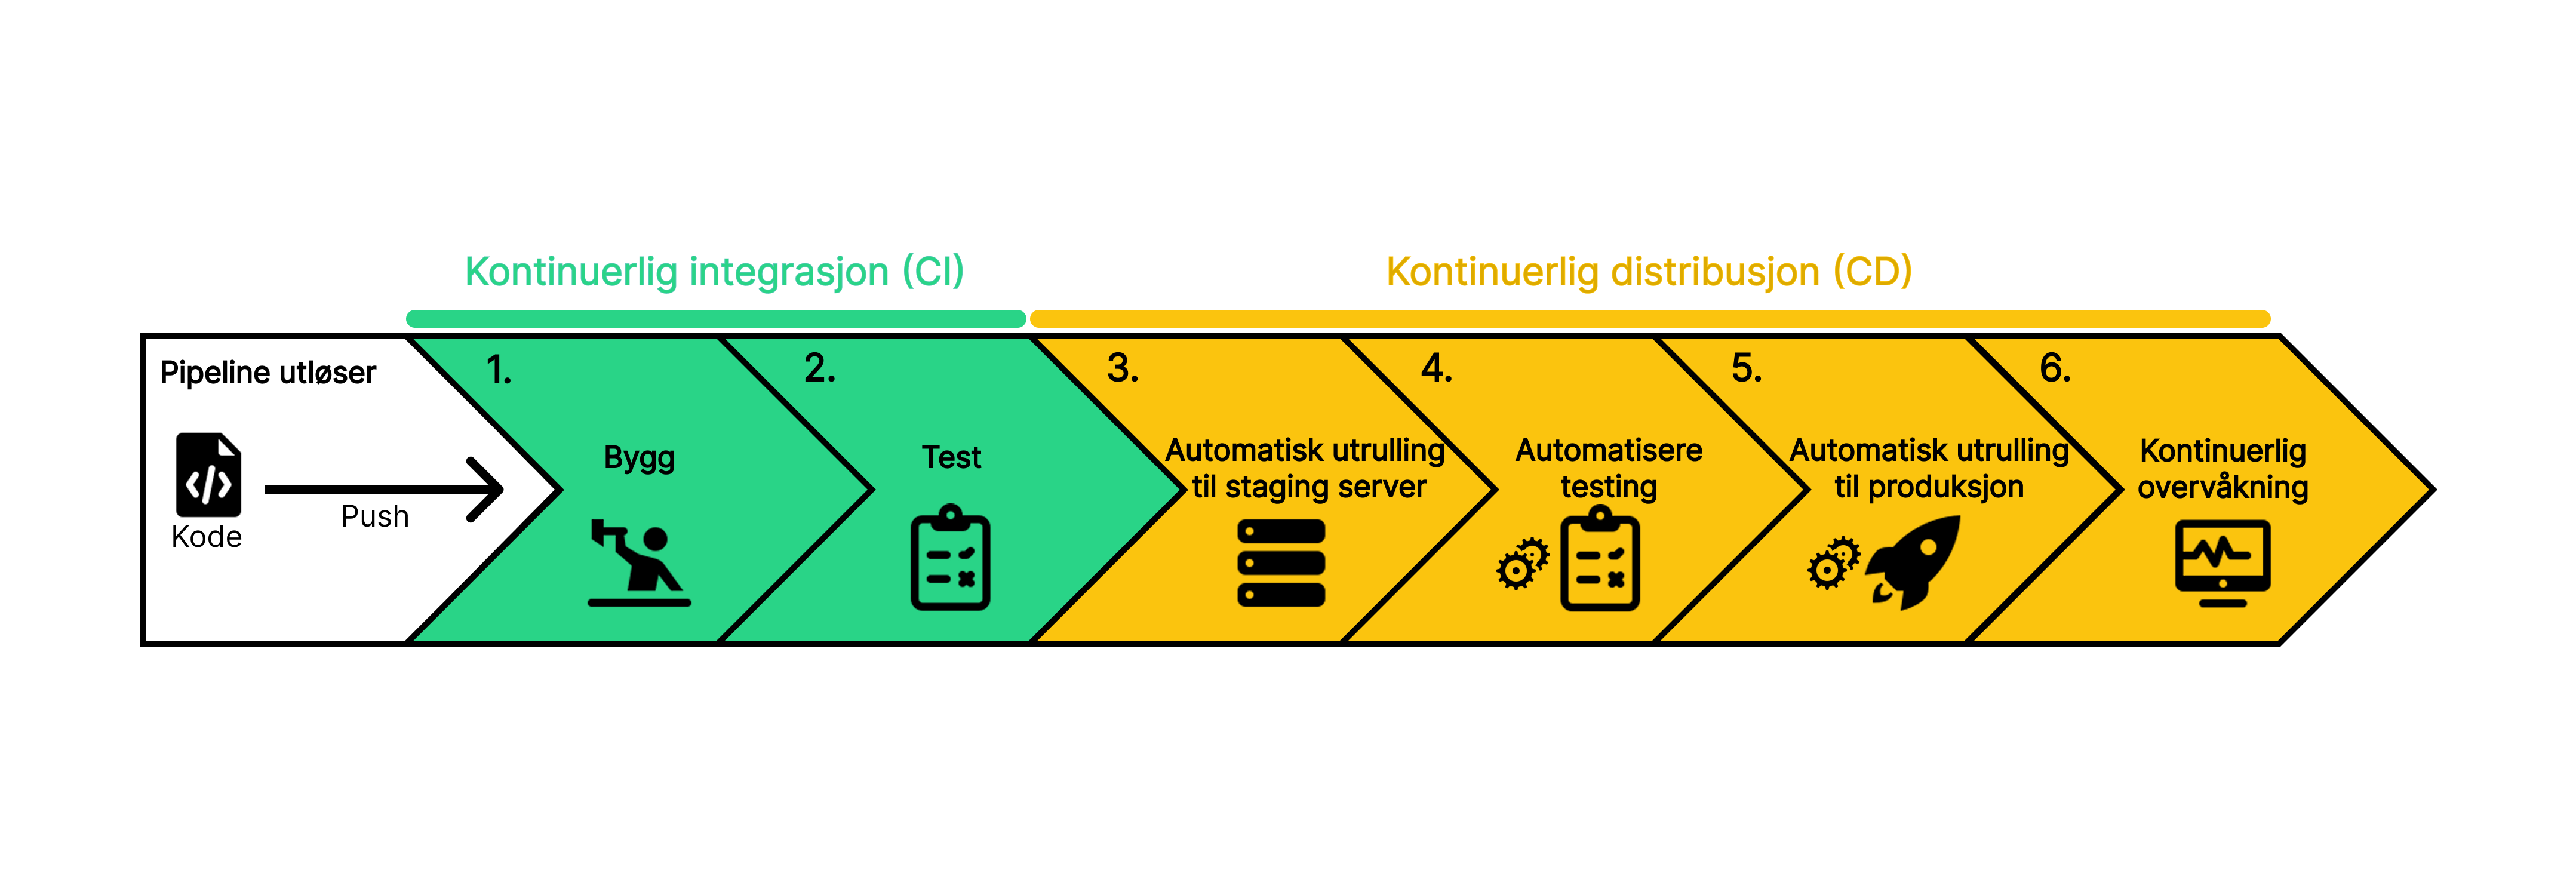 Kontinuerlig integrasjon (CI)
Kontinuerlig distribusjon (CD)
Pipeline utløser
Kode
Push
1.
Bygg
2.
Test
3.
Automatisk utrulling
til staging server
4.
Automatisere
testing
5.
Automatisk utrulling
til produksjon
6.
Kontinuerlig
overvåkning